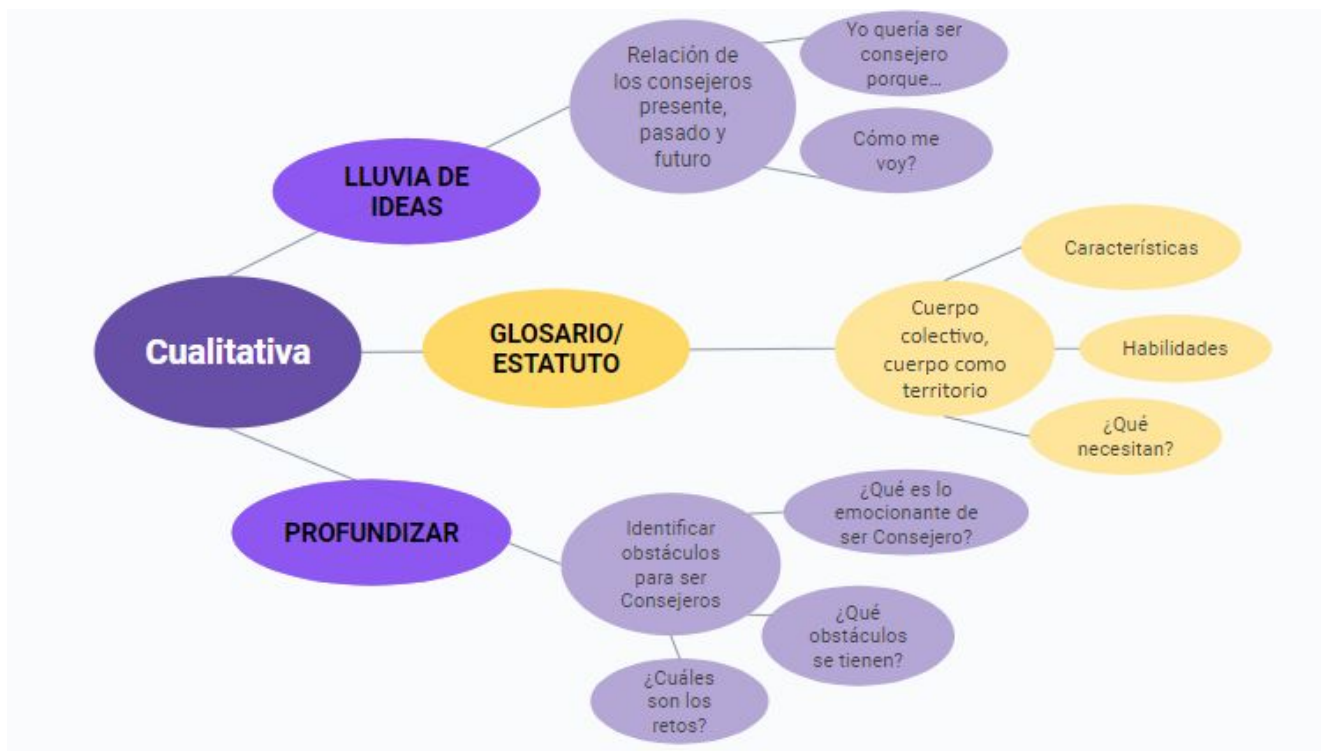 Cualitativa
LLUVIA DE
IDEAS
Relación de
los consejeros
presente,
pasado y
futuro
Yo quería ser
consejero
porque...
Cómo me
voy?
GLOSARIO/
ESTATUTO
Cuerpo
colectivo,
cuerpo como
territorio
Características
Habilidades
¿Qué
necesitan?
PROFUNDIZAR
Identificar
obstáculos
para ser
Consejeros
¿Qué es lo
emocionante de
ser Consejero?
¿Qué
obstáculos
se tienen?
¿Cuáles
son los
retos?